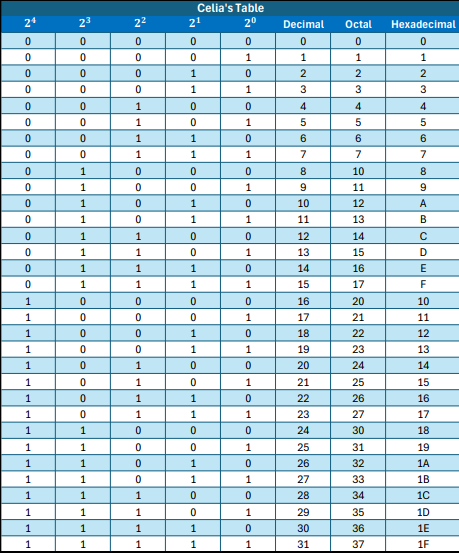 Celia's Table
2⁴ 2³ 2² 2¹ 2⁰ Decimal Octal Hexadecimal
0 0 0 0 0 0 0 0
0 0 0 0 1 1 1 1
0 0 0 1 0 2 2 2
0 0 0 1 1 3 3 3
0 0 1 0 0 4 4 4
0 0 1 0 1 5 5 5
0 0 1 1 0 6 6 6
0 0 1 1 1 7 7 7
0 1 0 0 0 8 10 8
0 1 0 0 1 9 11 9
0 1 0 1 0 10 12 A
0 1 0 1 1 11 13 B
0 1 1 0 0 12 14 C
0 1 1 0 1 13 15 D
0 1 1 1 0 14 16 E
0 1 1 1 1 15 17 F
1 0 0 0 0 16 20 10
1 0 0 0 1 17 21 11
1 0 0 1 0 18 22 12
1 0 0 1 1 19 23 13
1 0 1 0 0 20 24 14
1 0 1 0 1 21 25 15
1 0 1 1 0 22 26 16
1 0 1 1 1 23 27 17
1 1 0 0 0 24 30 18
1 1 0 0 1 25 31 19
1 1 0 1 0 26 32 1A
1 1 0 1 1 27 33 1B
1 1 1 0 0 28 34 1C
1 1 1 0 1 29 35 1D
1 1 1 1 0 30 36 1E
1 1 1 1 1 31 37 1F